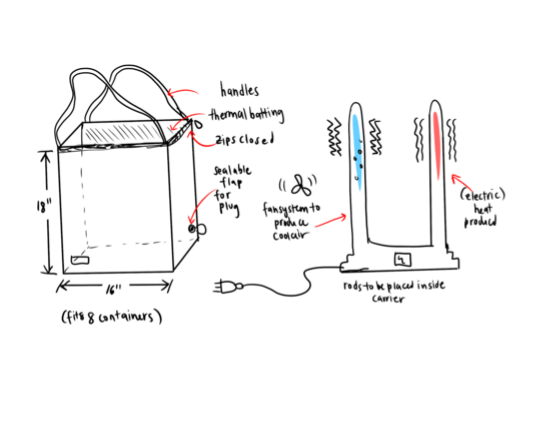 handles
thermal batting
zips closed
sealable
flap
for
plug
18"
16"
(fits 8 containers)
fan system to
produce
cool air
(electric)
heat
produced
rods to be placed inside
carrier